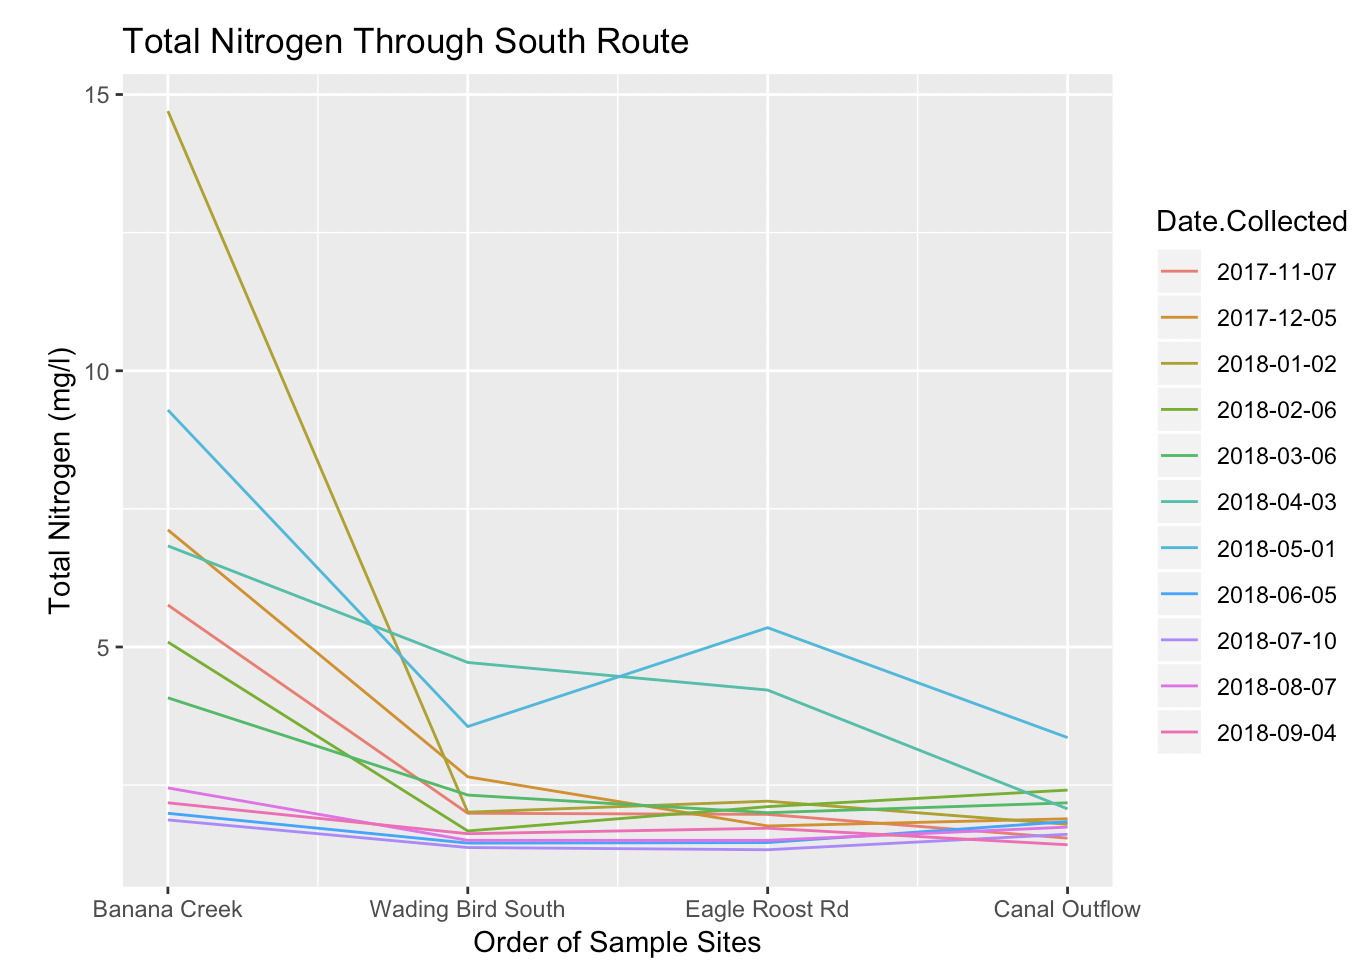 Total Nitrogen Through South Route
Total Nitrogen (mg/l)
15
10
5
Banana Creek
Wading Bird South
Eagle Roost Rd
Canal Outflow
Order of Sample Sites
Date.Collected
2017-11-07
2017-12-05
2018-01-02
2018-02-06
2018-03-06
2018-04-03
2018-05-01
2018-06-05
2018-07-10
2018-08-07
2018-09-04